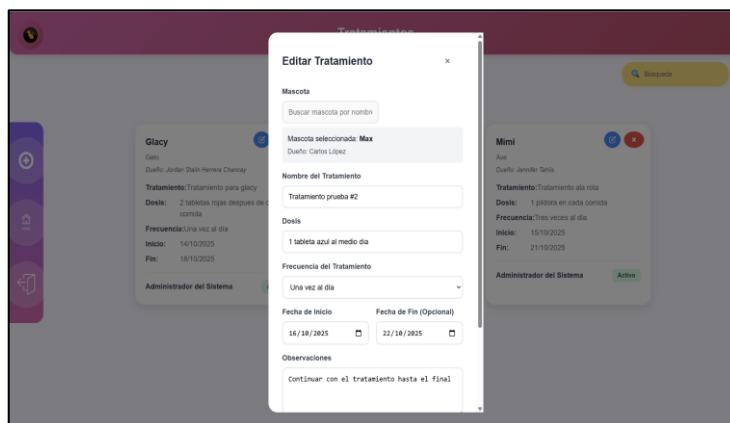 Tratamientos
Busqueda
Editar Tratamiento
×
Mascota
Buscar mascota por nombre
Mascota seleccionada: Max
Dueño: Carlos López
Nombre del Tratamiento
Tratamiento prueba #2
Dosis
1 tableta azul al medio dia
Frecuencia del Tratamiento
Una vez al día
Fecha de Inicio
Fecha de Fin (Opcional)
16/10/2025
22/10/2025
Observaciones
Continuar con el tratamiento hasta el final
Glacy
Gato
Dueño: Jordan Stalin Herrera Chancay
Tratamiento:Tratamiento para glacy
Dosis: 2 tabletas rojas despues de c
comida
Frecuencia:Una vez al día
Inicio: 14/10/2025
Fin: 18/10/2025
Administrador del Sistema
Mimi
×
Ave
Dueño: Jennifer Tania
Tratamiento:Tratamiento ala rota
Dosis: 1 pildora en cada comida
Frecuencia:Tres veces al día
Inicio: 15/10/2025
Fin: 21/10/2025
Administrador del Sistema
Activo